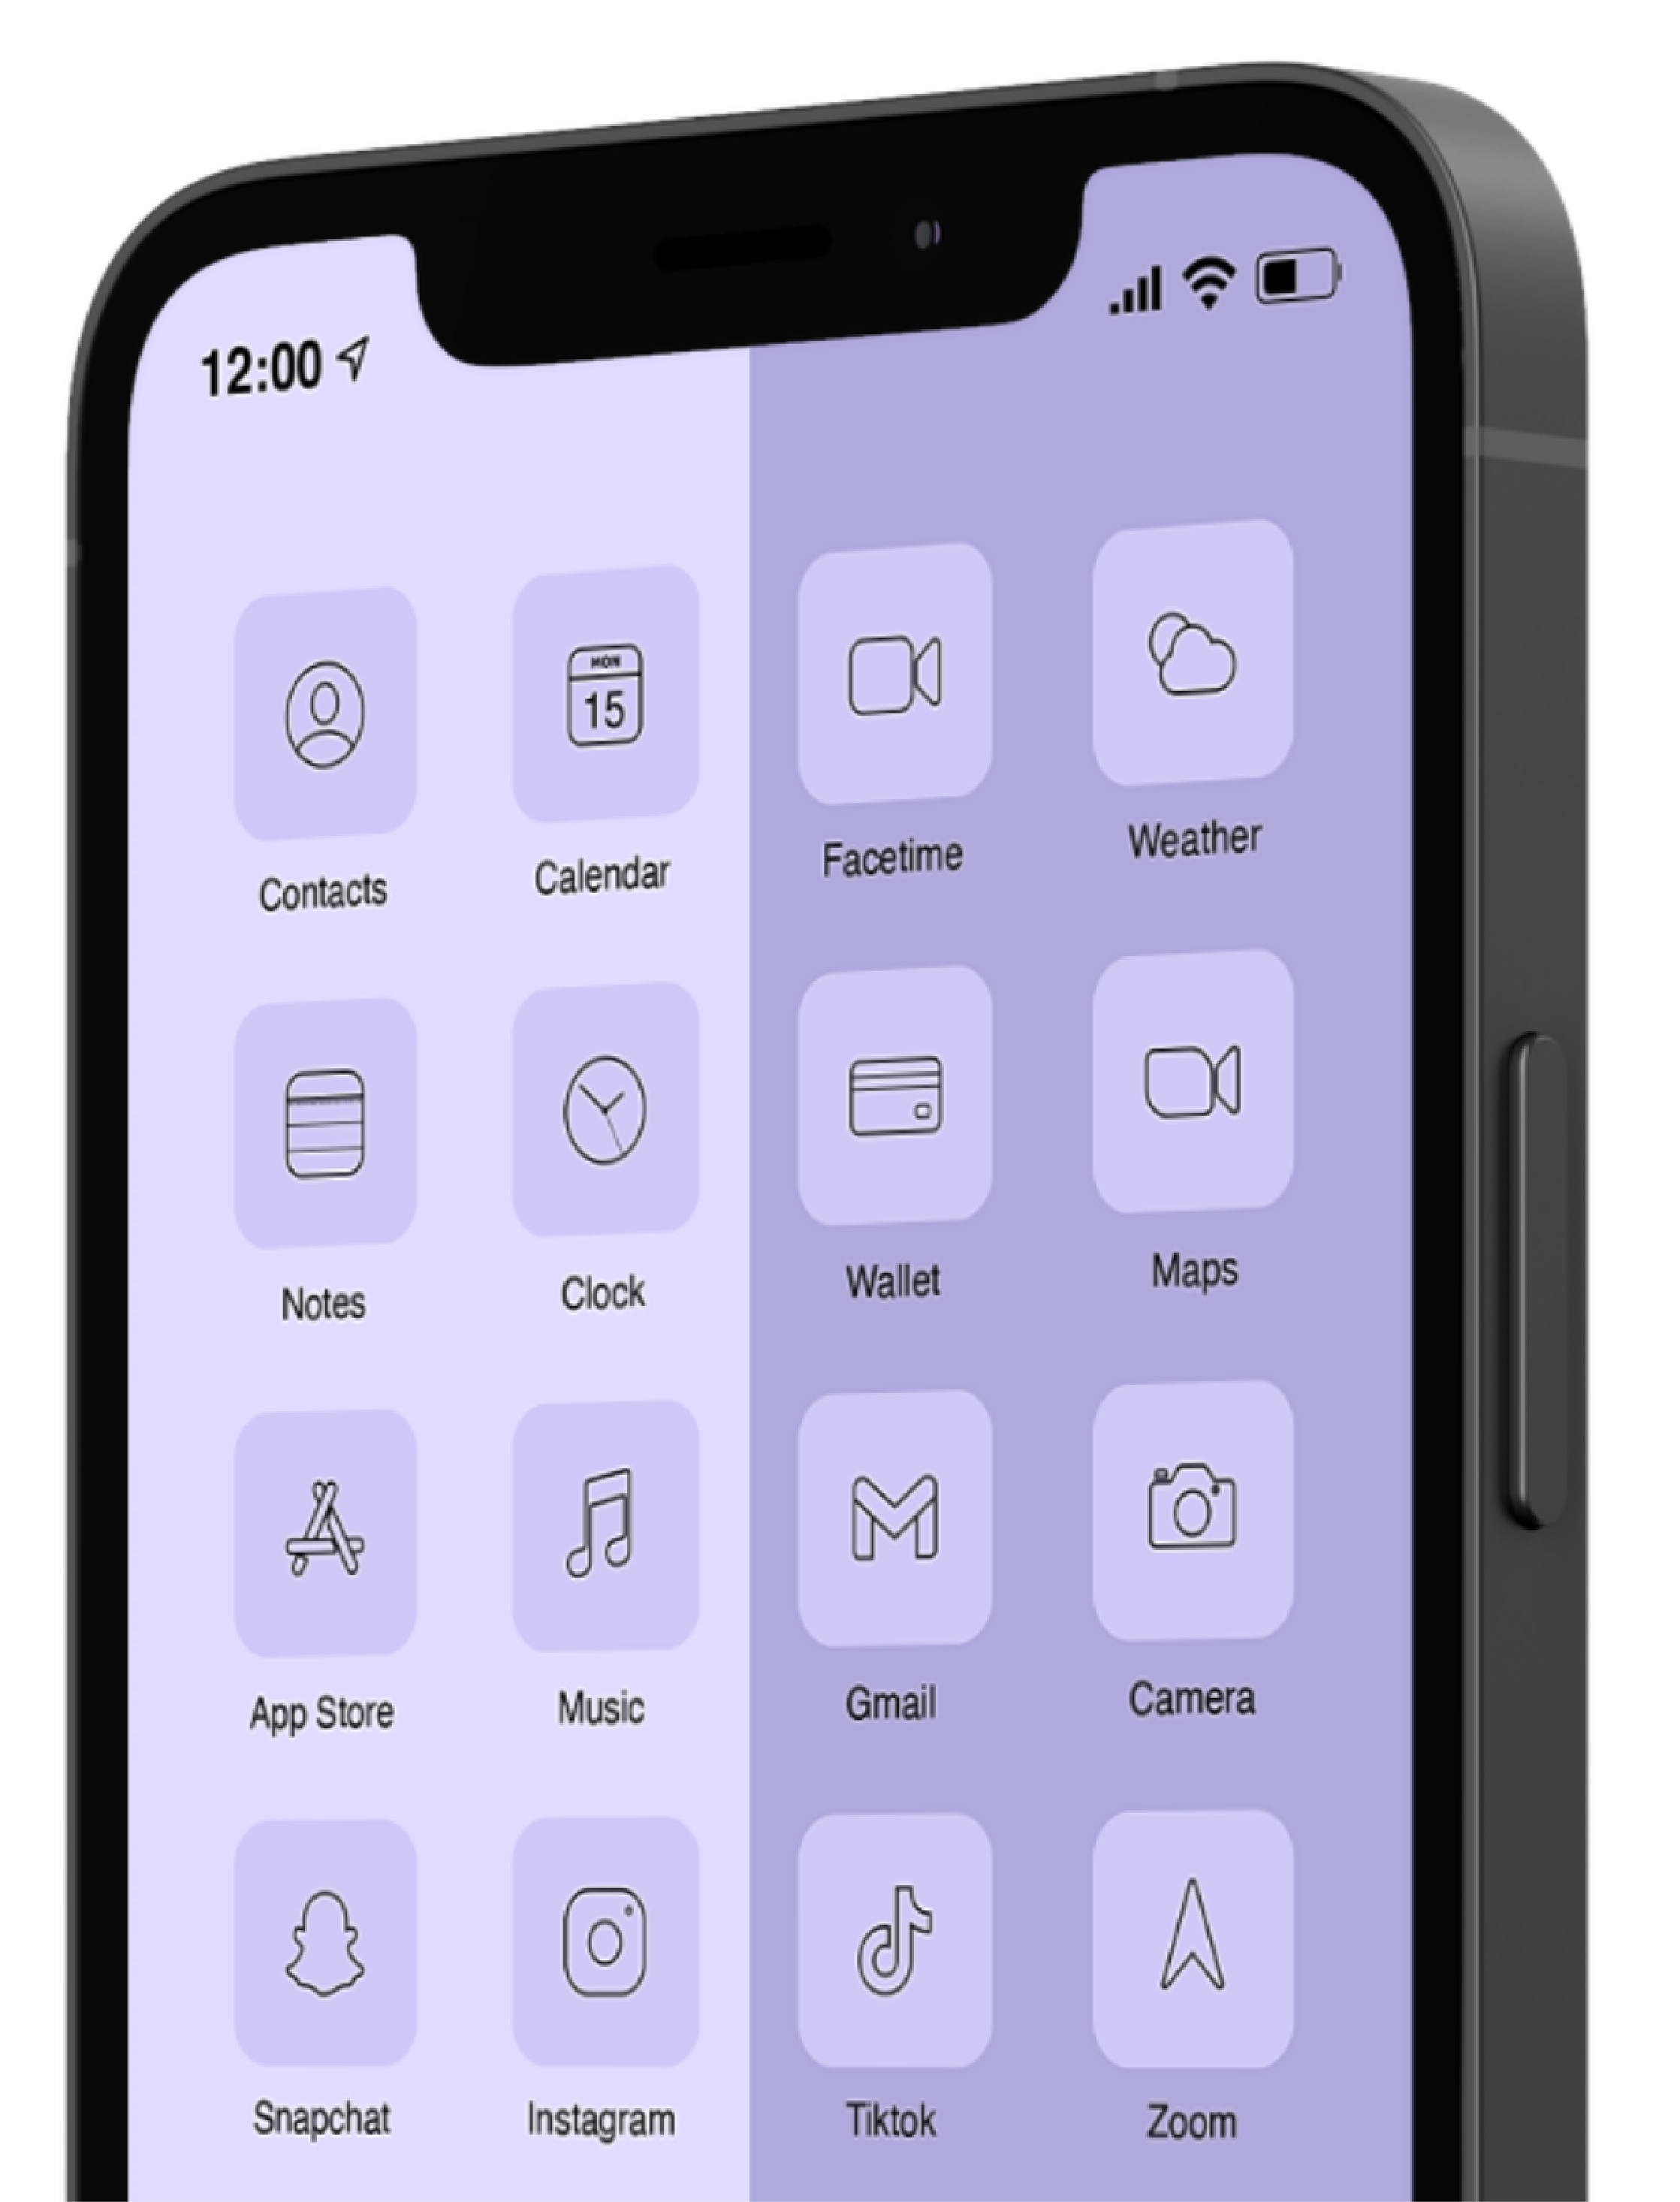 12:00
MON
15
Contacts
Calendar
Facetime
Weather
Notes
Clock
Wallet
Maps
App Store
Music
Gmail
Camera
Snapchat
Instagram
Tiktok
Zoom